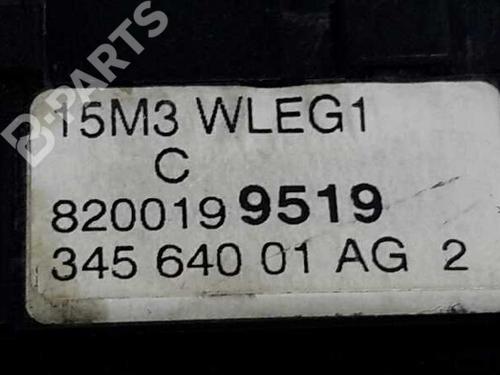 B-PARTS
15M3 WLEG1
C
8200199519
345 640 01 AG 2